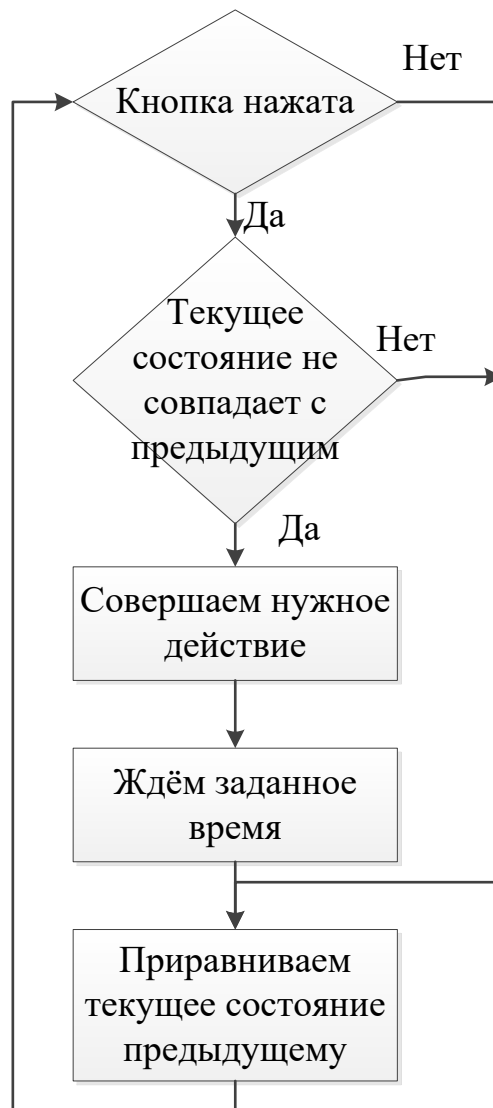 Нет
Кнопка нажата
Да
Текущее
состояние не
совпадает с
предыдущим
Нет
Да
Совершаем нужное
действие
Ждём заданное
время
Приравниваем
текущее состояние
предыдущему